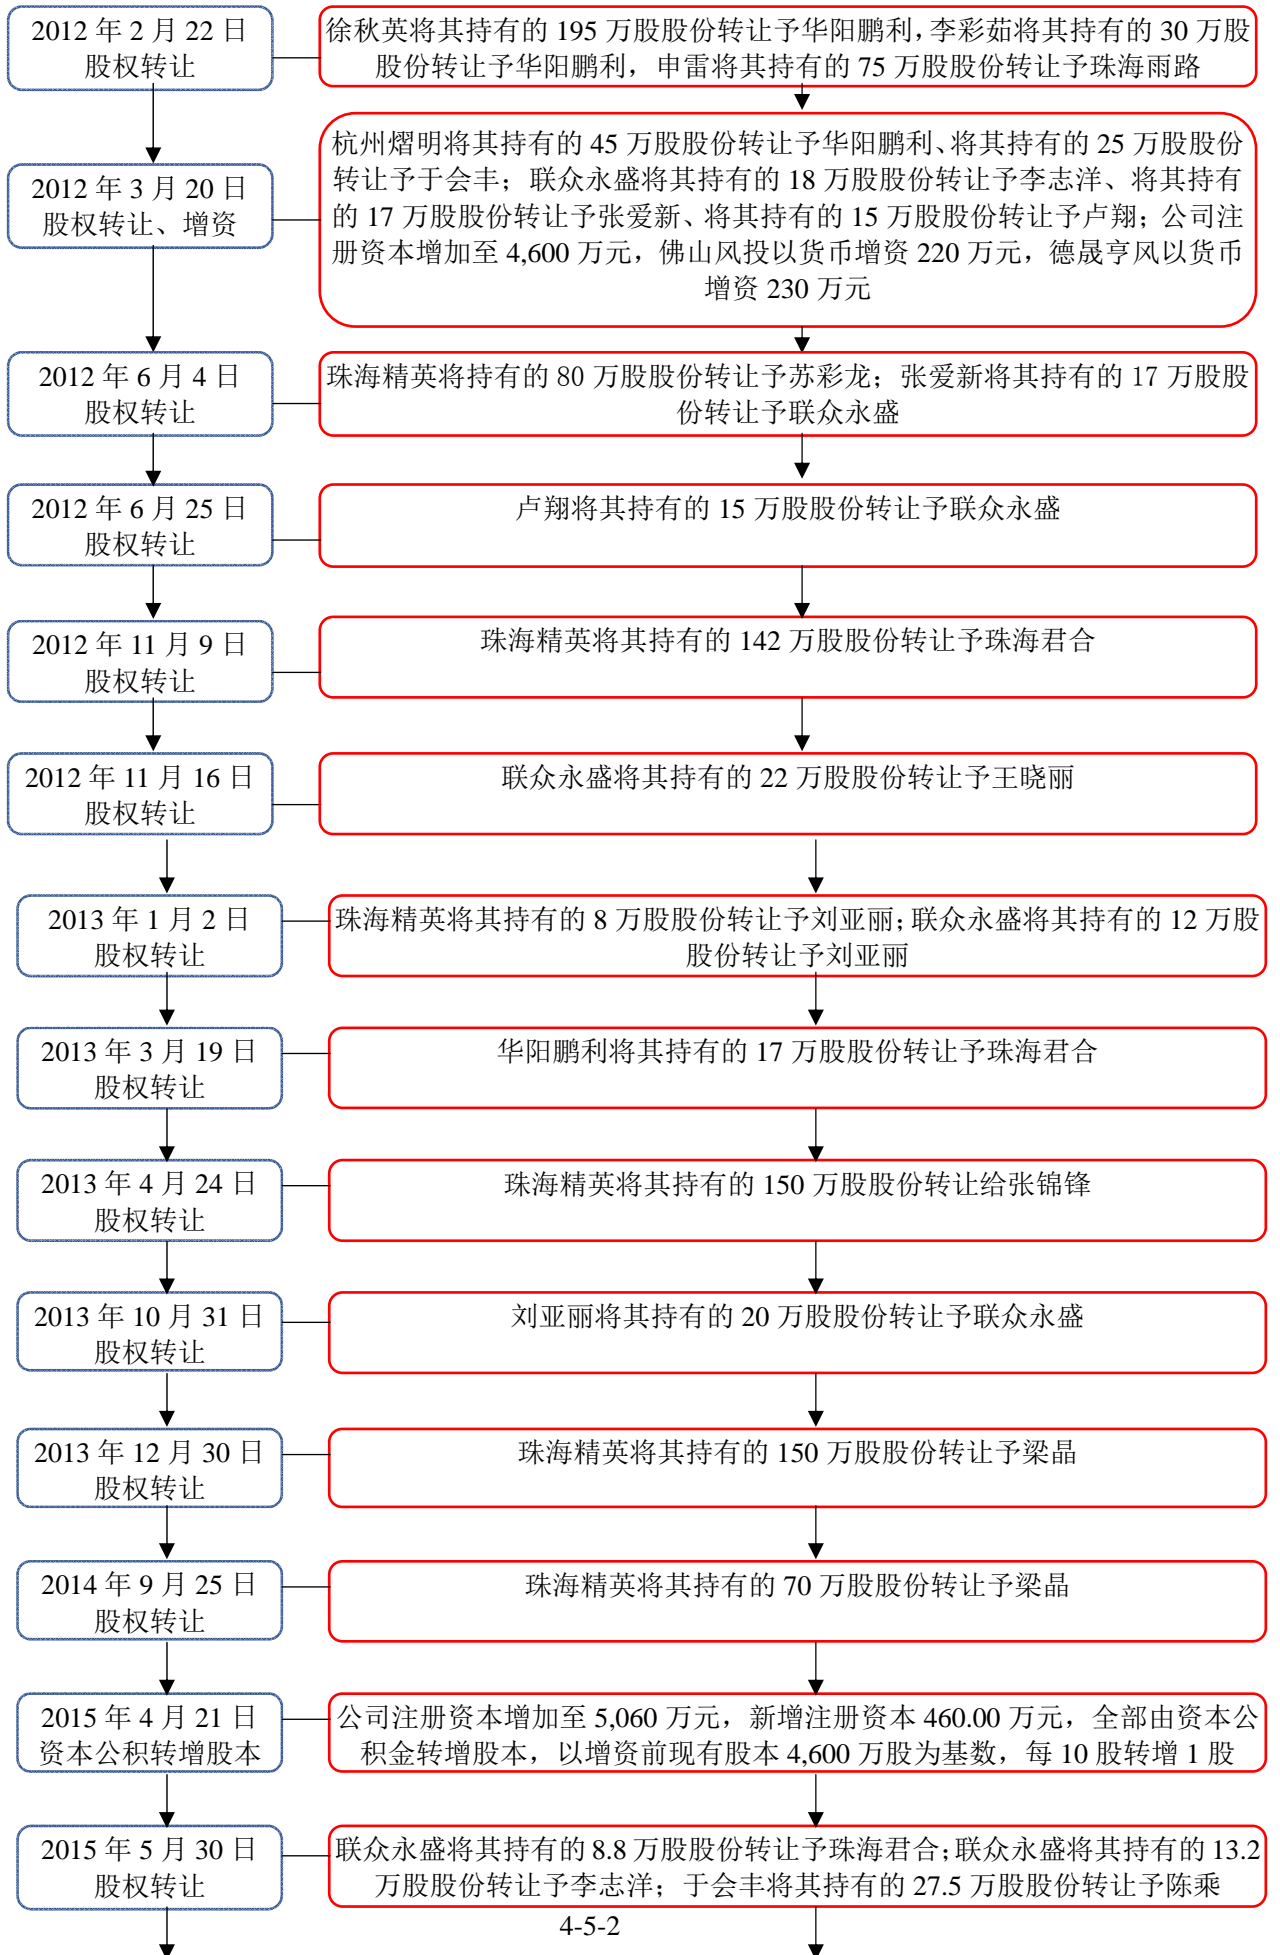 2012 年 2 月 22 日
股权转让
徐秋英将其持有的 195 万股股份转让予华阳鹏利，李彩茹将其持有的 30 万股
股份转让予华阳鹏利，申雷将其持有的 75 万股股份转让予珠海雨路
2012 年 3 月 20 日
股权转让、增资
杭州熠明将其持有的 45 万股股份转让予华阳鹏利、将其持有的 25 万股股份
转让予于会丰；联众永盛将其持有的 18 万股股份转让予李志洋、将其持有
的 17 万股股份转让予张爱新、将其持有的 15 万股股份转让予卢翔；公司注
册资本增加至 4,600 万元，佛山风投以货币增资 220 万元，德晟亨风以货币
增资 230 万元
2012 年 6 月 4 日
股权转让
珠海精英将持有的 80 万股股份转让予苏彩龙；张爱新将其持有的 17 万股股
份转让予联众永盛
2012 年 6 月 25 日
股权转让
卢翔将其持有的 15 万股股份转让予联众永盛
2012 年 11 月 9 日
股权转让
珠海精英将其持有的 142 万股股份转让予珠海君合
2012 年 11 月 16 日
股权转让
联众永盛将其持有的 22 万股股份转让予王晓丽
2013 年 1 月 2 日
股权转让
珠海精英将其持有的 8 万股股份转让予刘亚丽；联众永盛将其持有的 12 万股
股份转让予刘亚丽
2013 年 3 月 19 日
股权转让
华阳鹏利将其持有的 17 万股股份转让予珠海君合
2013 年 4 月 24 日
股权转让
珠海精英将其持有的 150 万股股份转让给张锦锋
2013 年 10 月 31 日
股权转让
刘亚丽将其持有的 20 万股股份转让予联众永盛
2013 年 12 月 30 日
股权转让
珠海精英将其持有的 150 万股股份转让予梁晶
2014 年 9 月 25 日
股权转让
珠海精英将其持有的 70 万股股份转让予梁晶
2015 年 4 月 21 日
资本公积转增股本
公司注册资本增加至 5,060 万元，新增注册资本 460.00 万元，全部由资本公
积金转增股本，以增资前现有股本 4,600 万股为基数，每 10 股转增 1 股
2015 年 5 月 30 日
股权转让
联众永盛将其持有的 8.8 万股股份转让予珠海君合；联众永盛将其持有的 13.2
万股股份转让予李志洋；于会丰将其持有的 27.5 万股股份转让予陈乘
4-5-2